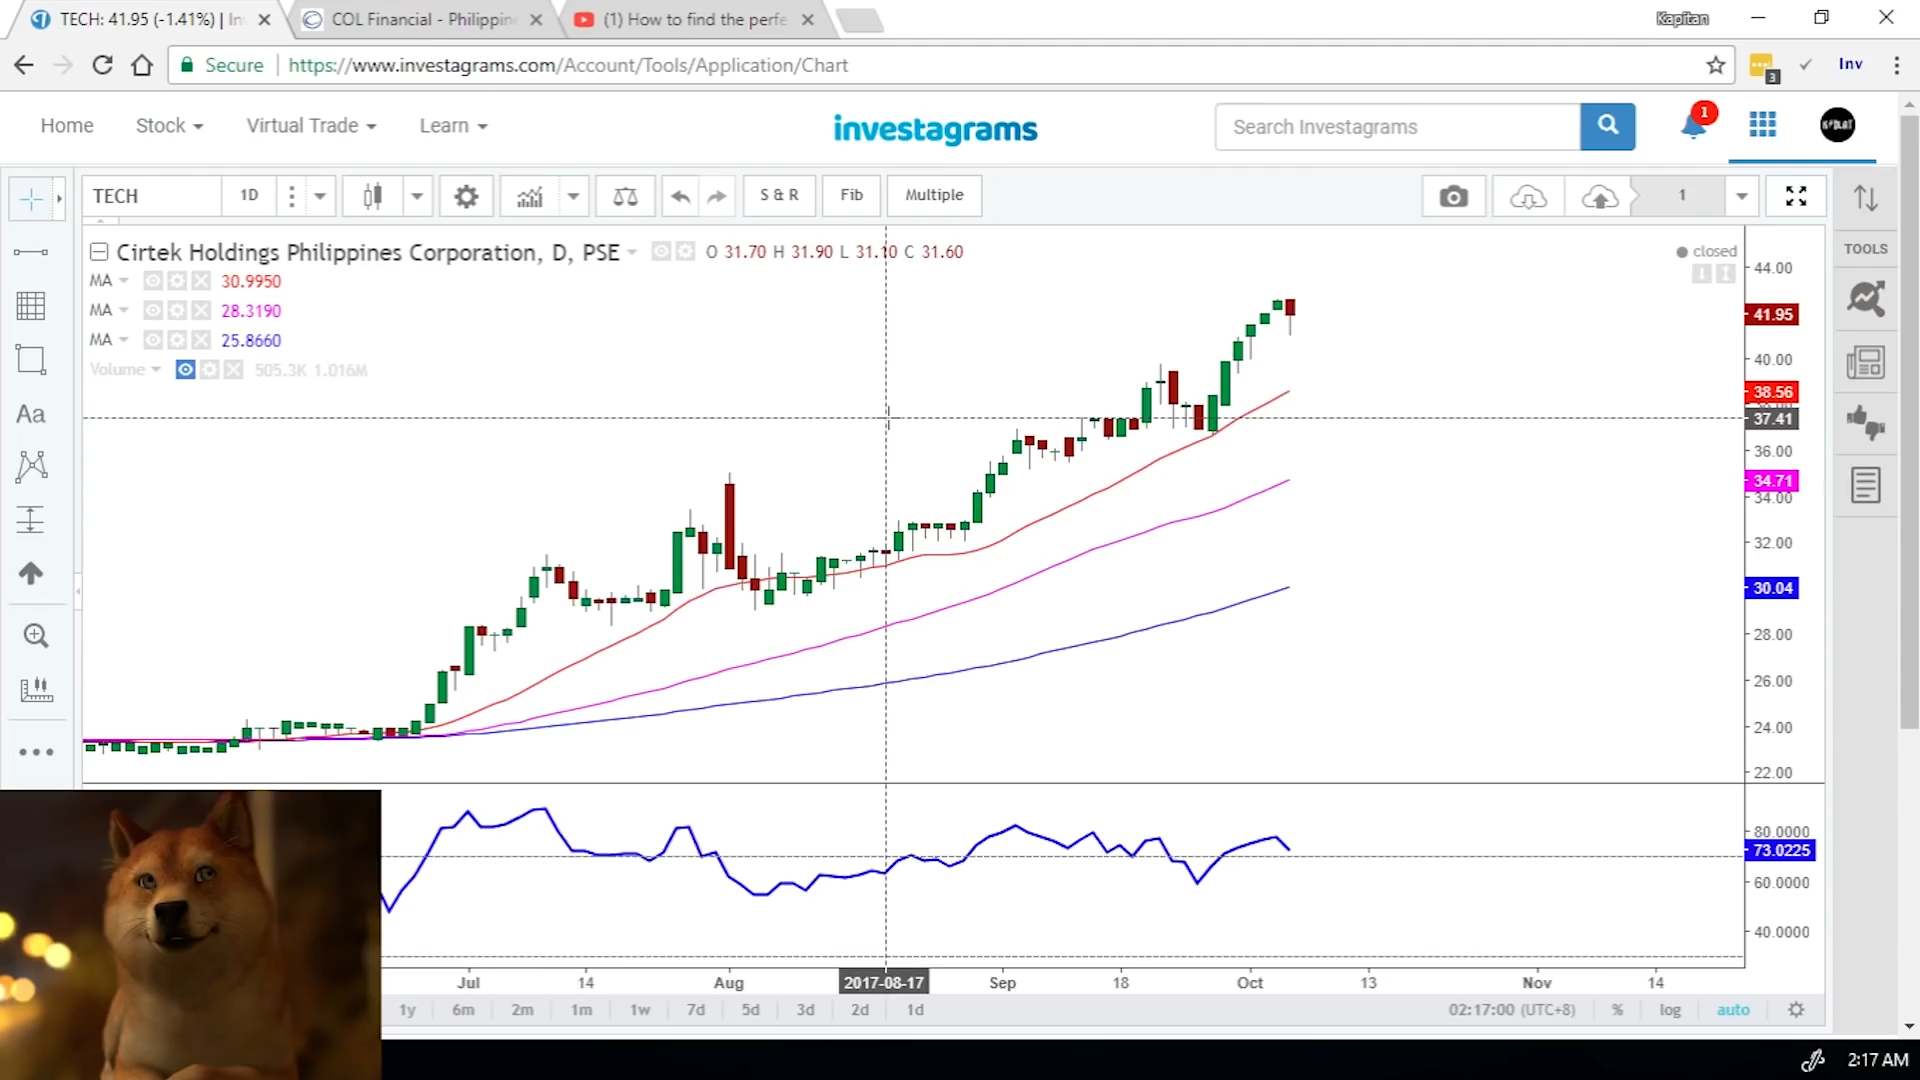 TECH: 41.95 (-1.41%) | In
COL Financial - Philippin
(1) How to find the perfe
Kapitan
Secure
https://www.investagrams.com/Account/Tools/Application/Chart
3
Inv
Home
Stock
Virtual Trade
Learn
investagrams
Search Investagrams
1
TECH
1D
S & R
Fib
Multiple
1
TOOLS
Cirtek Holdings Philippines Corporation, D, PSE
O 31.70 H 31.90 L 31.10 C 31.60
closed
MA 30.9950
MA 28.3190
MA 25.8660
Volume 505.3K 1.016M
Aa
44.00
41.95
40.00
38.56
37.41
36.00
34.71
34.00
32.00
30.04
28.00
26.00
24.00
22.00
80.0000
73.0225
60.0000
40.0000
Jul
14
Aug
2017-08-17
Sep
18
Oct
13
Nov
14
1y
6m
2m
1m
1w
7d
5d
3d
2d
1d
02:17:00 (UTC+8)
%
log
auto
2:17 AM